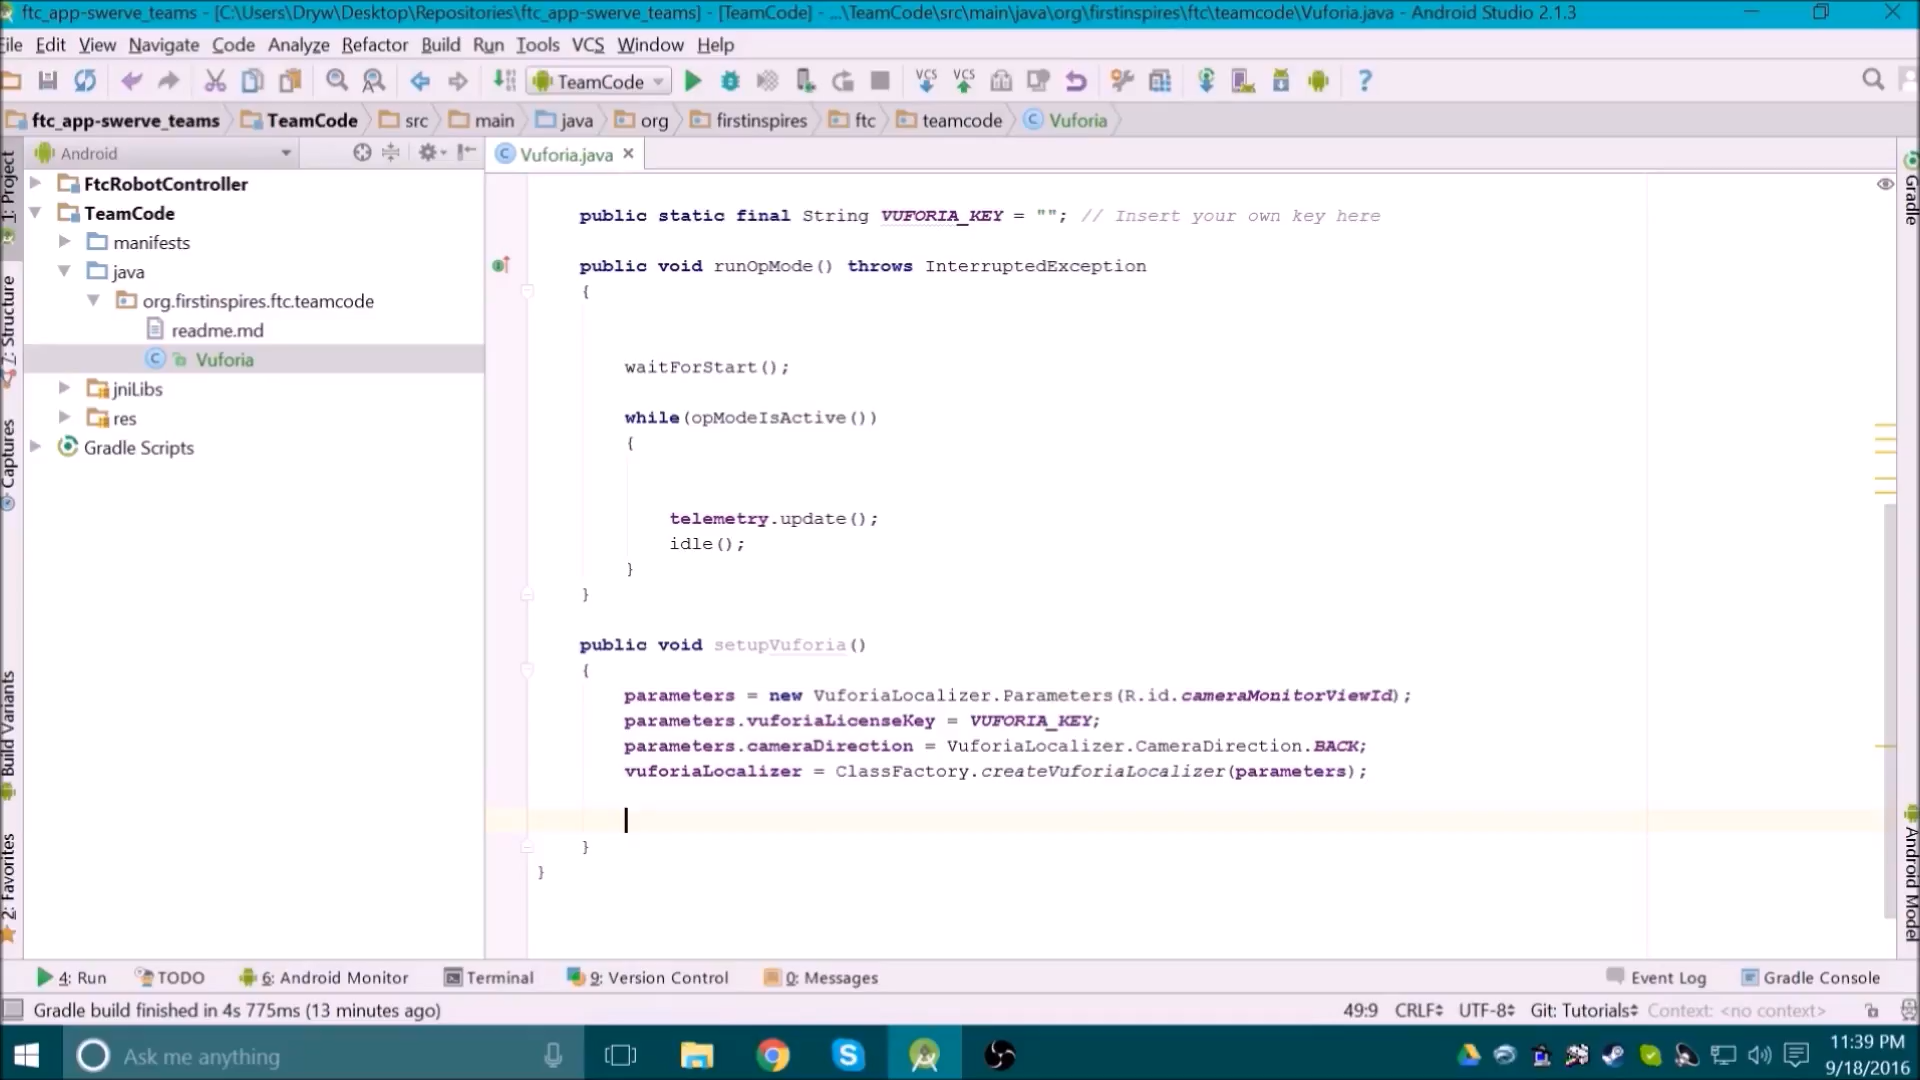 ftc_app-swerve_teams - [C:\Users\Dryw\Desktop\Repositories\ftc_app-swerve_teams] - [TeamCode] - ...\TeamCode\src\main\java\org\firstinspires\ftc\teamcode\Vuforia.java - Android Studio 2.1.3
File Edit View Navigate Code Analyze Refactor Build Run Tools VCS Window Help
TeamCode VCS VCS ?
ftc_app-swerve_teams TeamCode src main java org firstinspires ftc teamcode Vuforia
Android
Vuforia.java
1: Project
7: Structure
Captures
Build Variants
2: Favorites
FtcRobotController
TeamCode
manifests
java
org.firstinspires.ftc.teamcode
readme.md
Vuforia
jniLibs
res
Gradle Scripts
public static final String VUFORIA_KEY = ""; // Insert your own key here
public void runOpMode() throws InterruptedException
{
waitForStart();
while(opModeIsActive())
{
telemetry.update();
idle();
}
}
public void setupVuforia()
{
parameters = new VuforiaLocalizer.Parameters(R.id.cameraMonitorViewId);
parameters.vuforiaLicenseKey = VUFORIA_KEY;
parameters.cameraDirection = VuforiaLocalizer.CameraDirection.BACK;
vuforiaLocalizer = ClassFactory.createVuforiaLocalizer(parameters);
}
}
Gradle
Android Model
4: Run TODO 6: Android Monitor Terminal 9: Version Control 0: Messages Event Log Gradle Console
Gradle build finished in 4s 775ms (13 minutes ago) 49:9 CRLF UTF-8 Git: Tutorials Context: <no context>
Ask me anything
11:39 PM
9/18/2016